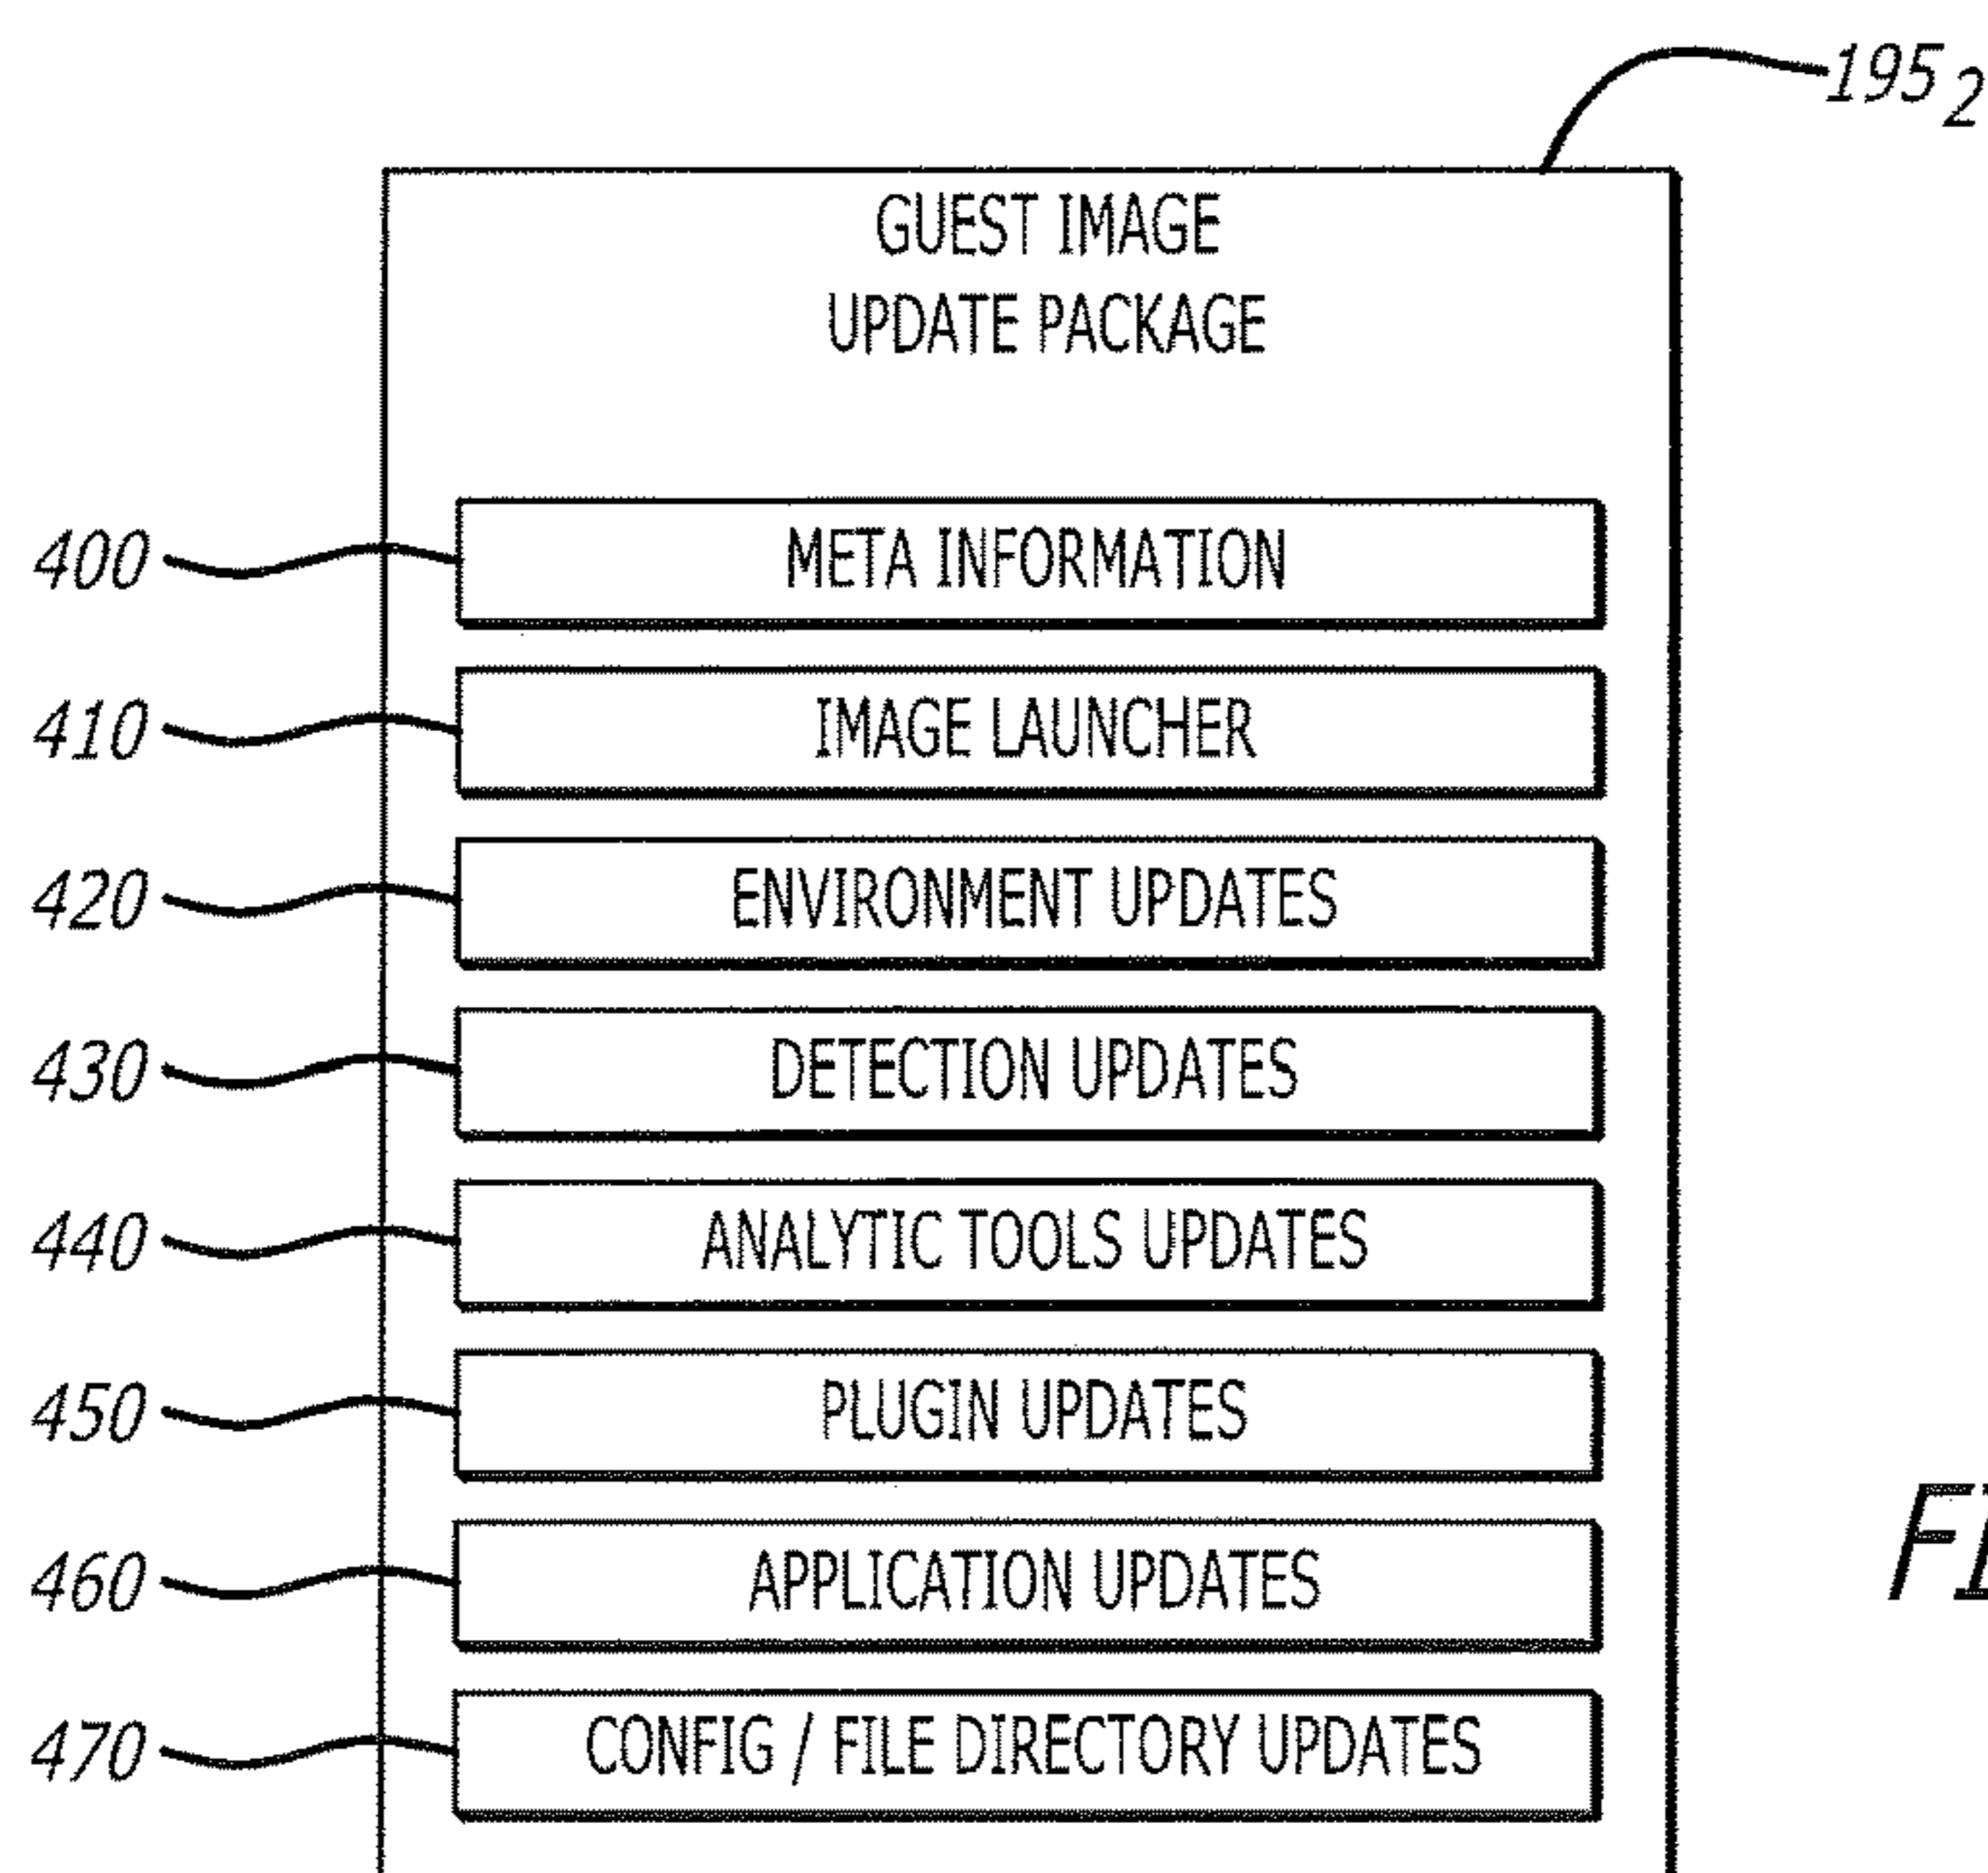 195 2
GUEST IMAGE
UPDATE PACKAGE
400 META INFORMATION
410 IMAGE LAUNCHER
420 ENVIRONMENT UPDATES
430 DETECTION UPDATES
440 ANALYTIC TOOLS UPDATES
450 PLUGIN UPDATES
460 APPLICATION UPDATES
470 CONFIG / FILE DIRECTORY UPDATES